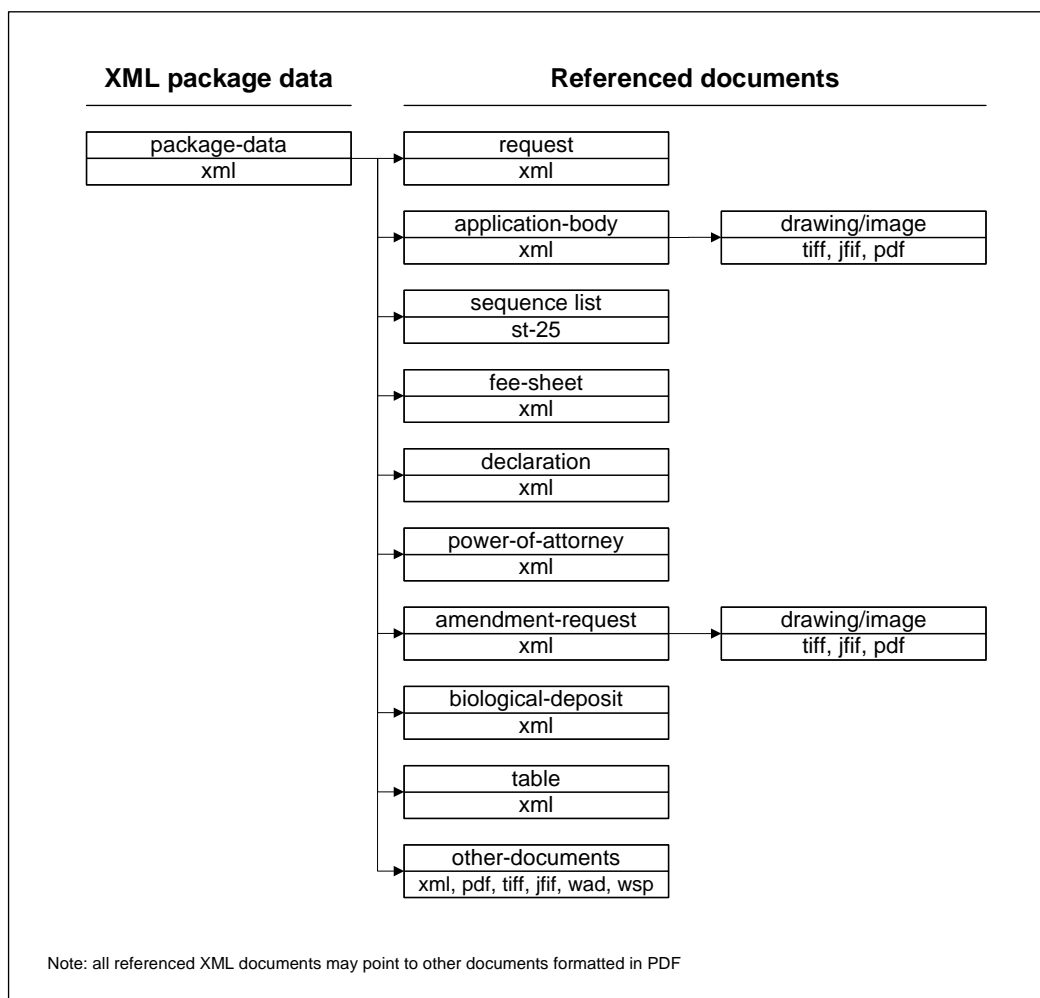 XML package data
Referenced documents
package-data
xml
request
xml
application-body
xml
drawing/image
tiff, jfif, pdf
sequence list
st-25
fee-sheet
xml
declaration
xml
power-of-attorney
xml
amendment-request
xml
drawing/image
tiff, jfif, pdf
biological-deposit
xml
table
xml
other-documents
xml, pdf, tiff, jfif, wad, wsp
Note: all referenced XML documents may point to other documents formatted in PDF